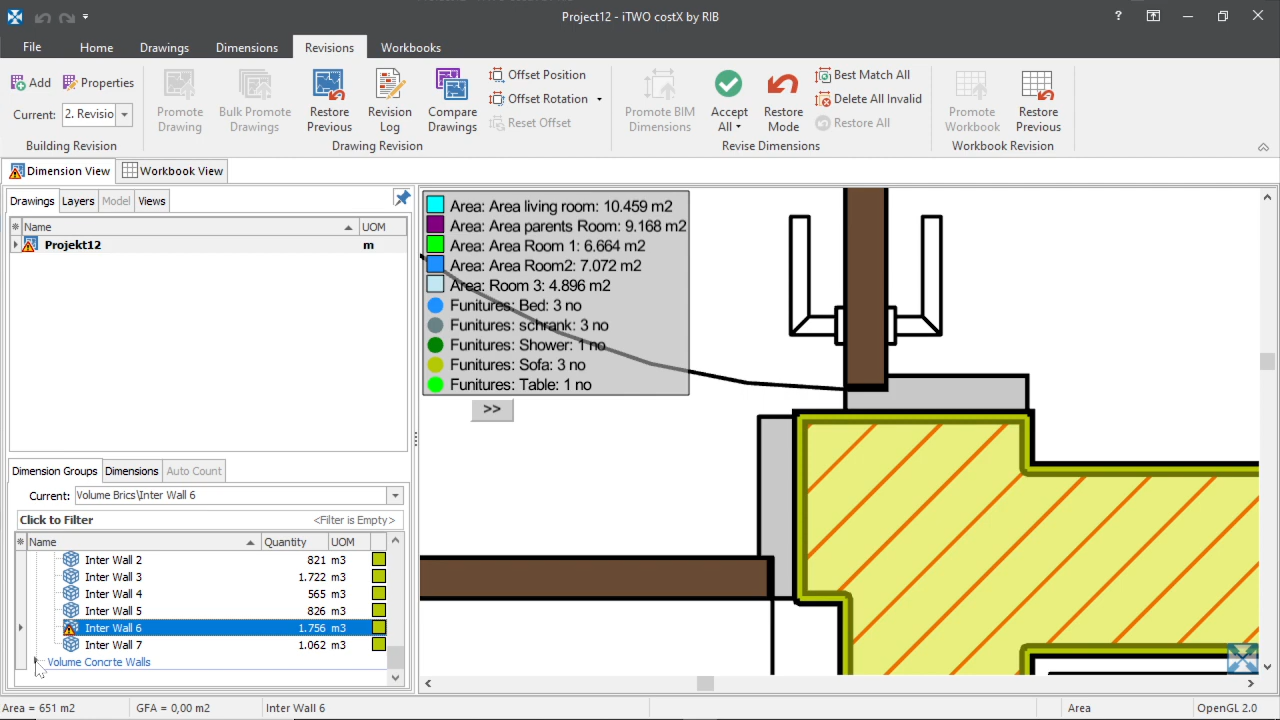 Project12 - iTWO costX by RIB
?
File
Home
Drawings
Dimensions
Revisions
Workbooks
Add
Properties
Current:
2. Revisio
Building Revision
Promote
Drawing
Bulk Promote
Drawings
Restore
Previous
Revision
Log
Compare
Drawings
Offset Position
Offset Rotation
Reset Offset
Drawing Revision
Promote BIM
Dimensions
Accept
All
Restore
Mode
Best Match All
Delete All Invalid
Restore All
Revise Dimensions
Promote
Workbook
Restore
Previous
Workbook Revision
Dimension View
Workbook View
Drawings
Layers
Model
Views
Name
UOM
Projekt12
m
Area: Area living room: 10.459 m2
Area: Area parents Room: 9.168 m2
Area: Area Room 1: 6.664 m2
Area: Area Room2: 7.072 m2
Area: Room 3: 4.896 m2
Funitures: Bed: 3 no
Funitures: schrank: 3 no
Funitures: Shower: 1 no
Funitures: Sofa: 3 no
Funitures: Table: 1 no
>>
Dimension Groups
Dimensions
Auto Count
Current:
Volume Brics\Inter Wall 6
Click to Filter
<Filter is Empty>
Name
Quantity
UOM
Inter Wall 2 821 m3
Inter Wall 3 1.722 m3
Inter Wall 4 565 m3
Inter Wall 5 826 m3
Inter Wall 6 1.756 m3
Inter Wall 7 1.062 m3
Volume Concrte Walls
Area = 651 m2
GFA = 0,00 m2
Inter Wall 6
Area
OpenGL 2.0